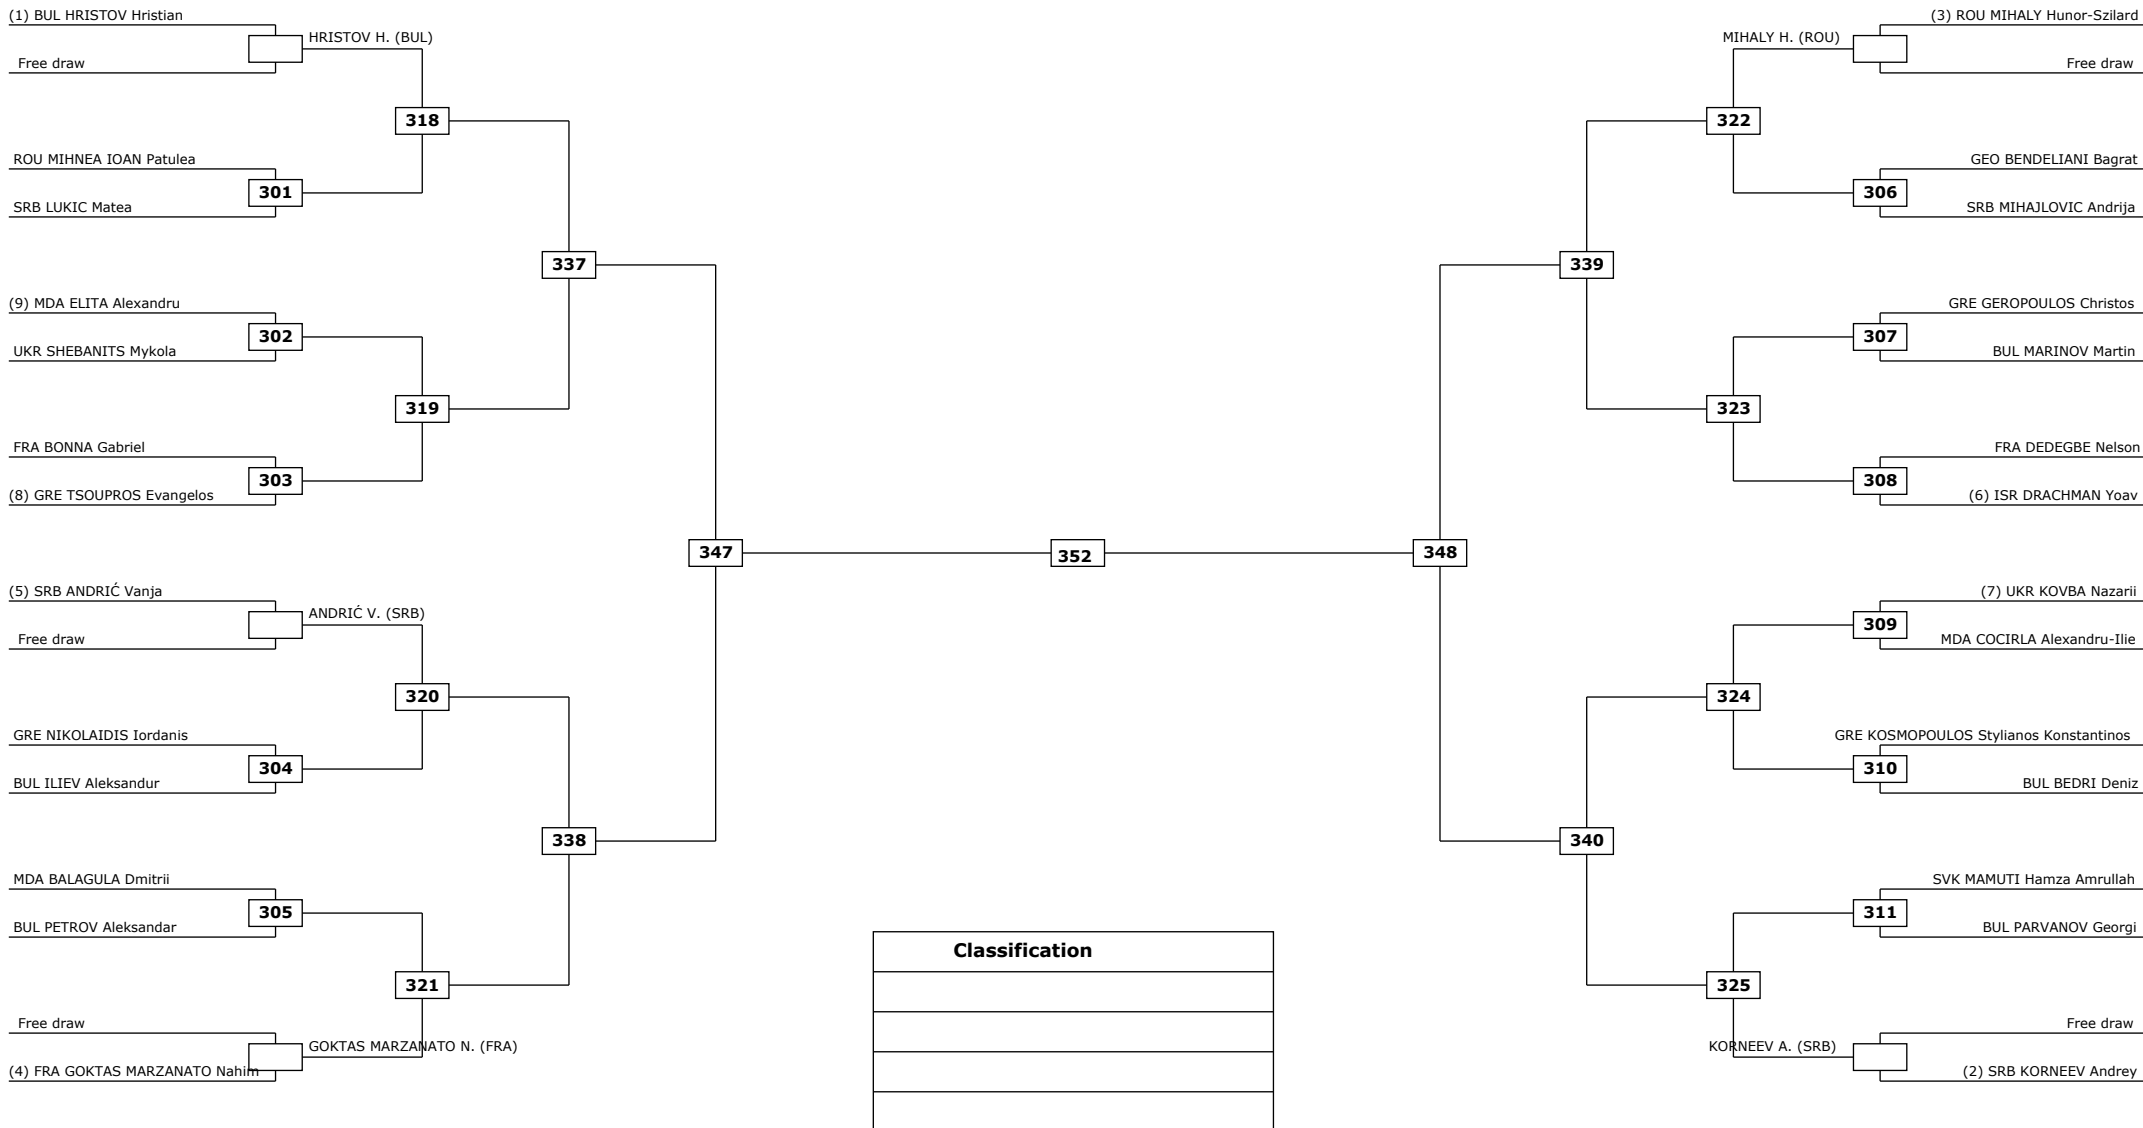 (1) BUL HRISTOV Hristian
HRISTOV H. (BUL)
Free draw
318
ROU MIHNEA IOAN Patulea
301
SRB LUKIC Matea
337
(9) MDA ELITA Alexandru
302
UKR SHEBANITS Mykola
319
FRA BONNA Gabriel
303
(8) GRE TSOUPROS Evangelos
347
(5) SRB ANDRIĆ Vanja
ANDRIĆ V. (SRB)
Free draw
320
GRE NIKOLAIDIS Iordanis
304
BUL ILIEV Aleksandur
338
MDA BALAGULA Dmitrii
305
BUL PETROV Aleksandar
321
Free draw
GOKTAS MARZANATO N. (FRA)
(4) FRA GOKTAS MARZANATO Nahim
352
(3) ROU MIHALY Hunor-Szilard
MIHALY H. (ROU)
Free draw
322
GEO BENDELIANI Bagrat
306
SRB MIHAJLOVIC Andrija
339
GRE GEROPOULOS Christos
307
BUL MARINOV Martin
323
FRA DEDEGBE Nelson
308
(6) ISR DRACHMAN Yoav
348
(7) UKR KOVBA Nazarii
309
MDA COCIRLA Alexandru-Ilie
324
GRE KOSMOPOULOS Stylianos Konstantinos
310
BUL BEDRI Deniz
340
SVK MAMUTI Hamza Amrullah
311
BUL PARVANOV Georgi
325
Free draw
KORNEEV A. (SRB)
(2) SRB KORNEEV Andrey
Classification